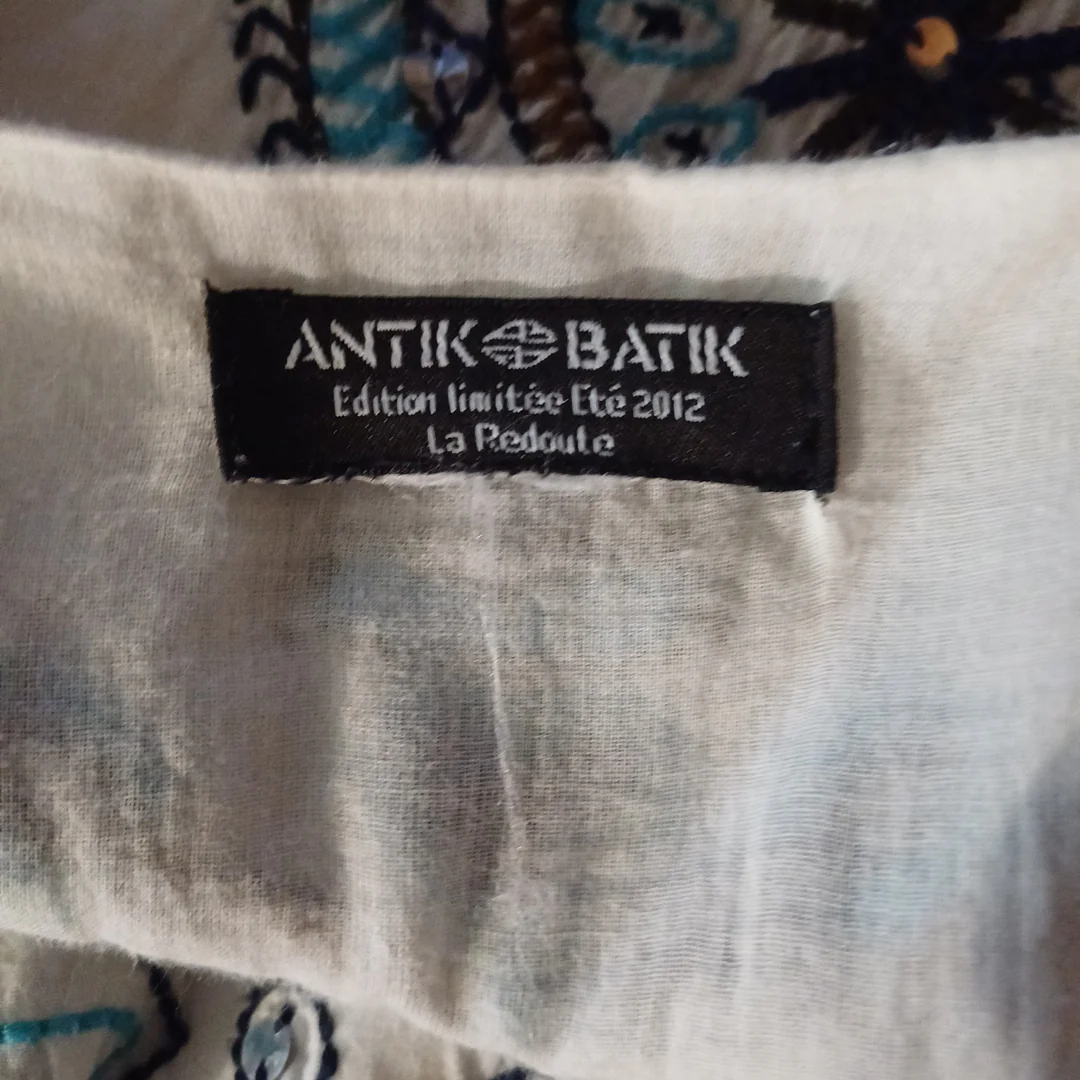 ANTIK BATIK
Edition limitée Eté 2012
La Redoute